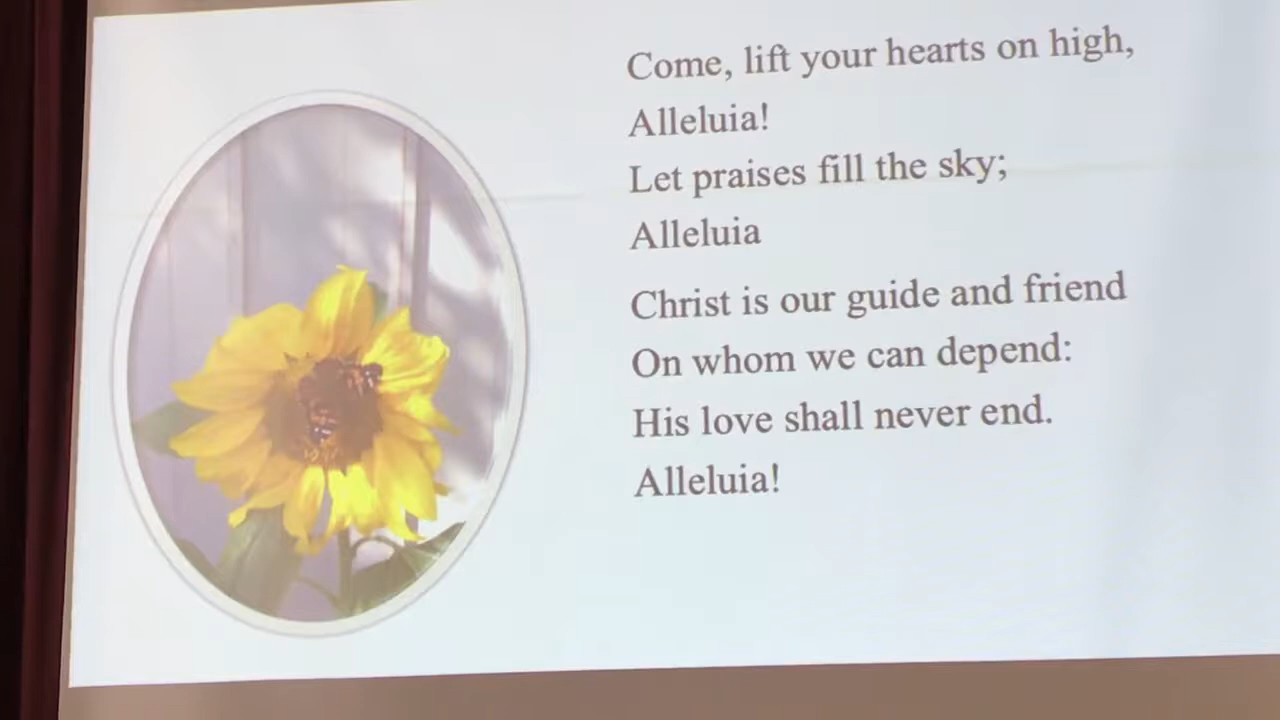 Come, lift your hearts on high,
Alleluia!
Let praises fill the sky;
Alleluia
Christ is our guide and friend
On whom we can depend:
His love shall never end.
Alleluia!